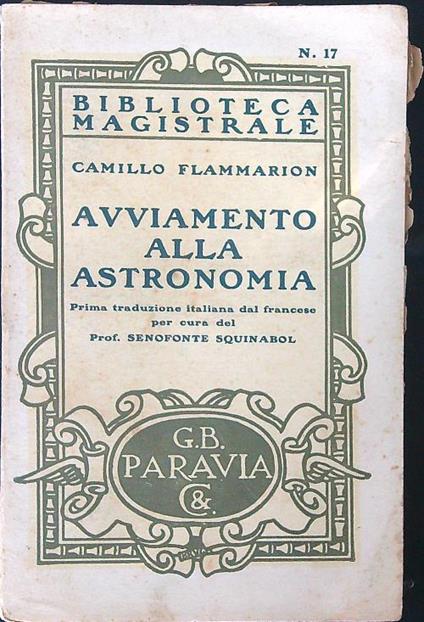 N. 17
BIBLIOTECA
MAGISTRALE
CAMILLO FLAMMARION
AVVIAMENTO
ALLA
ASTRONOMIA
Prima traduzione italiana dal francese
per cura del
Prof. SENOFONTE SQUINABOL
G.B.
PARAVIA
& C.